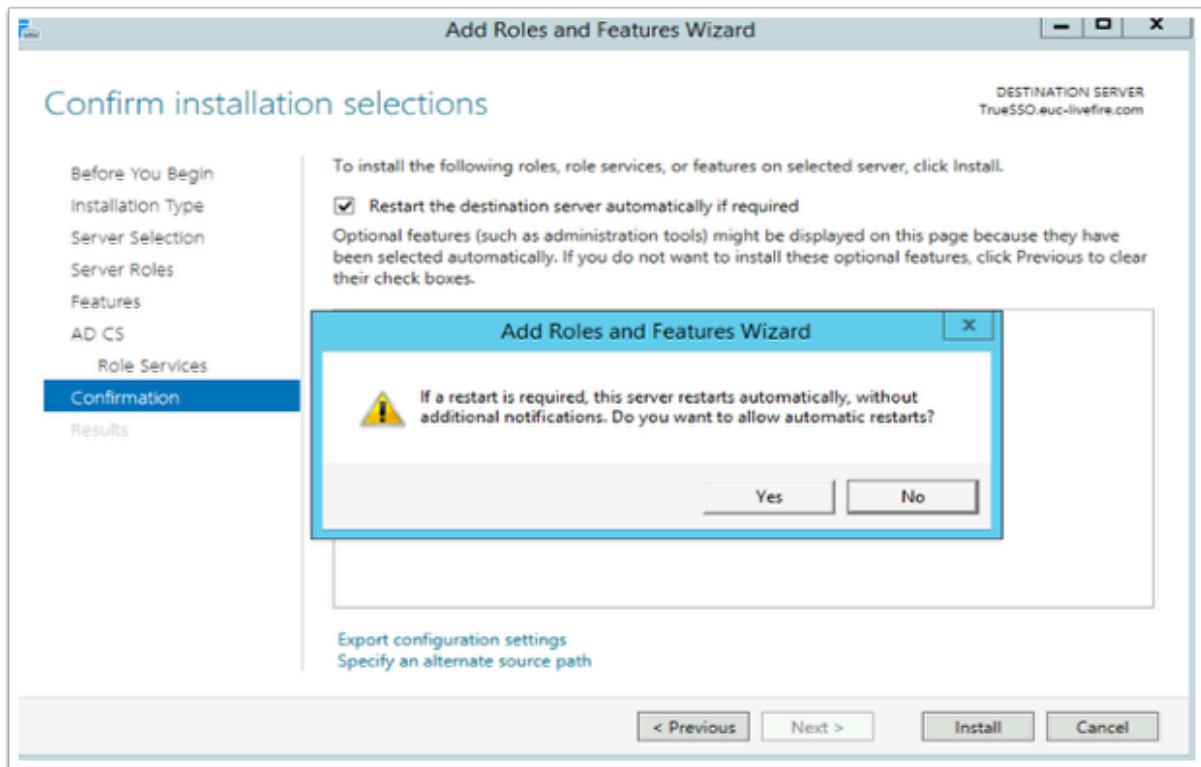 Add Roles and Features Wizard
Confirm installation selections
DESTINATION SERVER
TrueSSO.euc-livefire.com
Before You Begin
Installation Type
Server Selection
Server Roles
Features
AD CS
Role Services
Confirmation
Results
To install the following roles, role services, or features on selected server, click Install.
Restart the destination server automatically if required
Optional features (such as administration tools) might be displayed on this page because they have
been selected automatically. If you do not want to install these optional features, click Previous to clear
their check boxes.
Add Roles and Features Wizard
If a restart is required, this server restarts automatically, without
additional notifications. Do you want to allow automatic restarts?
Yes No
Export configuration settings
Specify an alternate source path
< Previous Next > Install Cancel